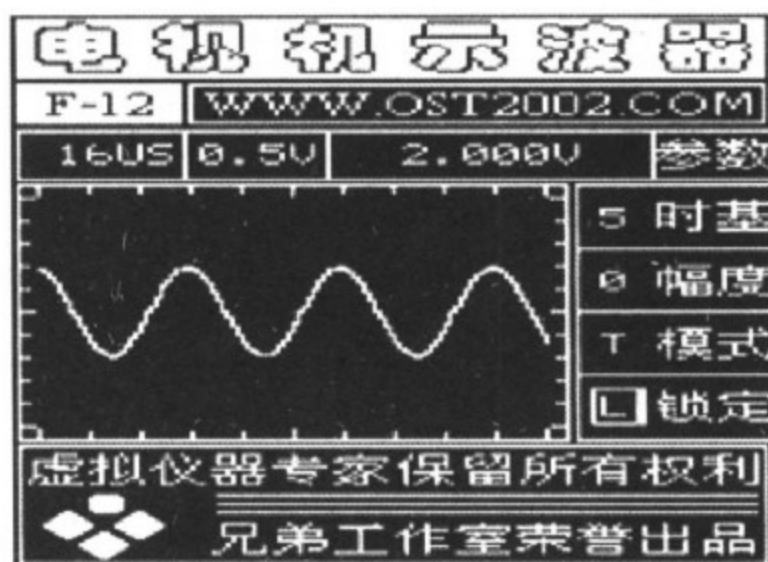 电视机示波器
F-12 WWW.OST2002.COM
16US 0.5V 2.000V 参数
5 时基
0 幅度
T 模式
L 锁定
虚拟仪器专家保留所有权利
兄弟工作室荣誉出品